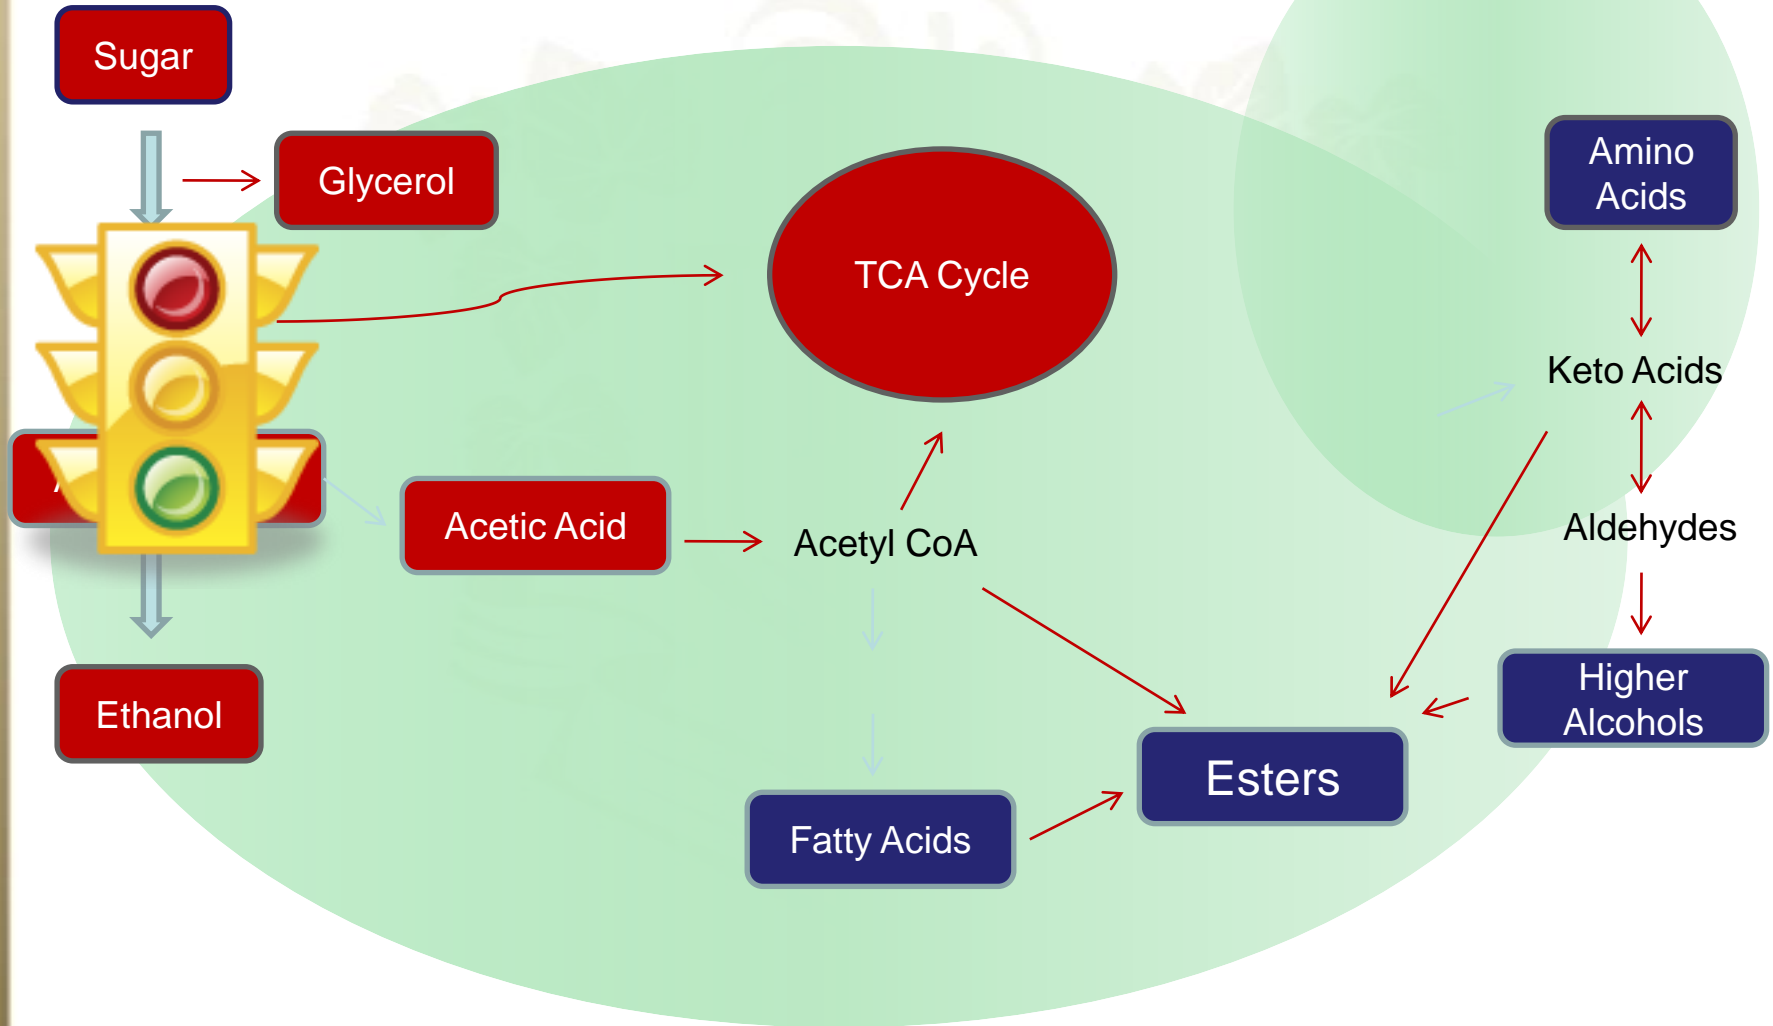 Sugar
Glycerol
TCA Cycle
Amino
Acids
Keto Acids
Acetic Acid
Acetyl CoA
Aldehydes
Ethanol
Higher
Alcohols
Esters
Fatty Acids